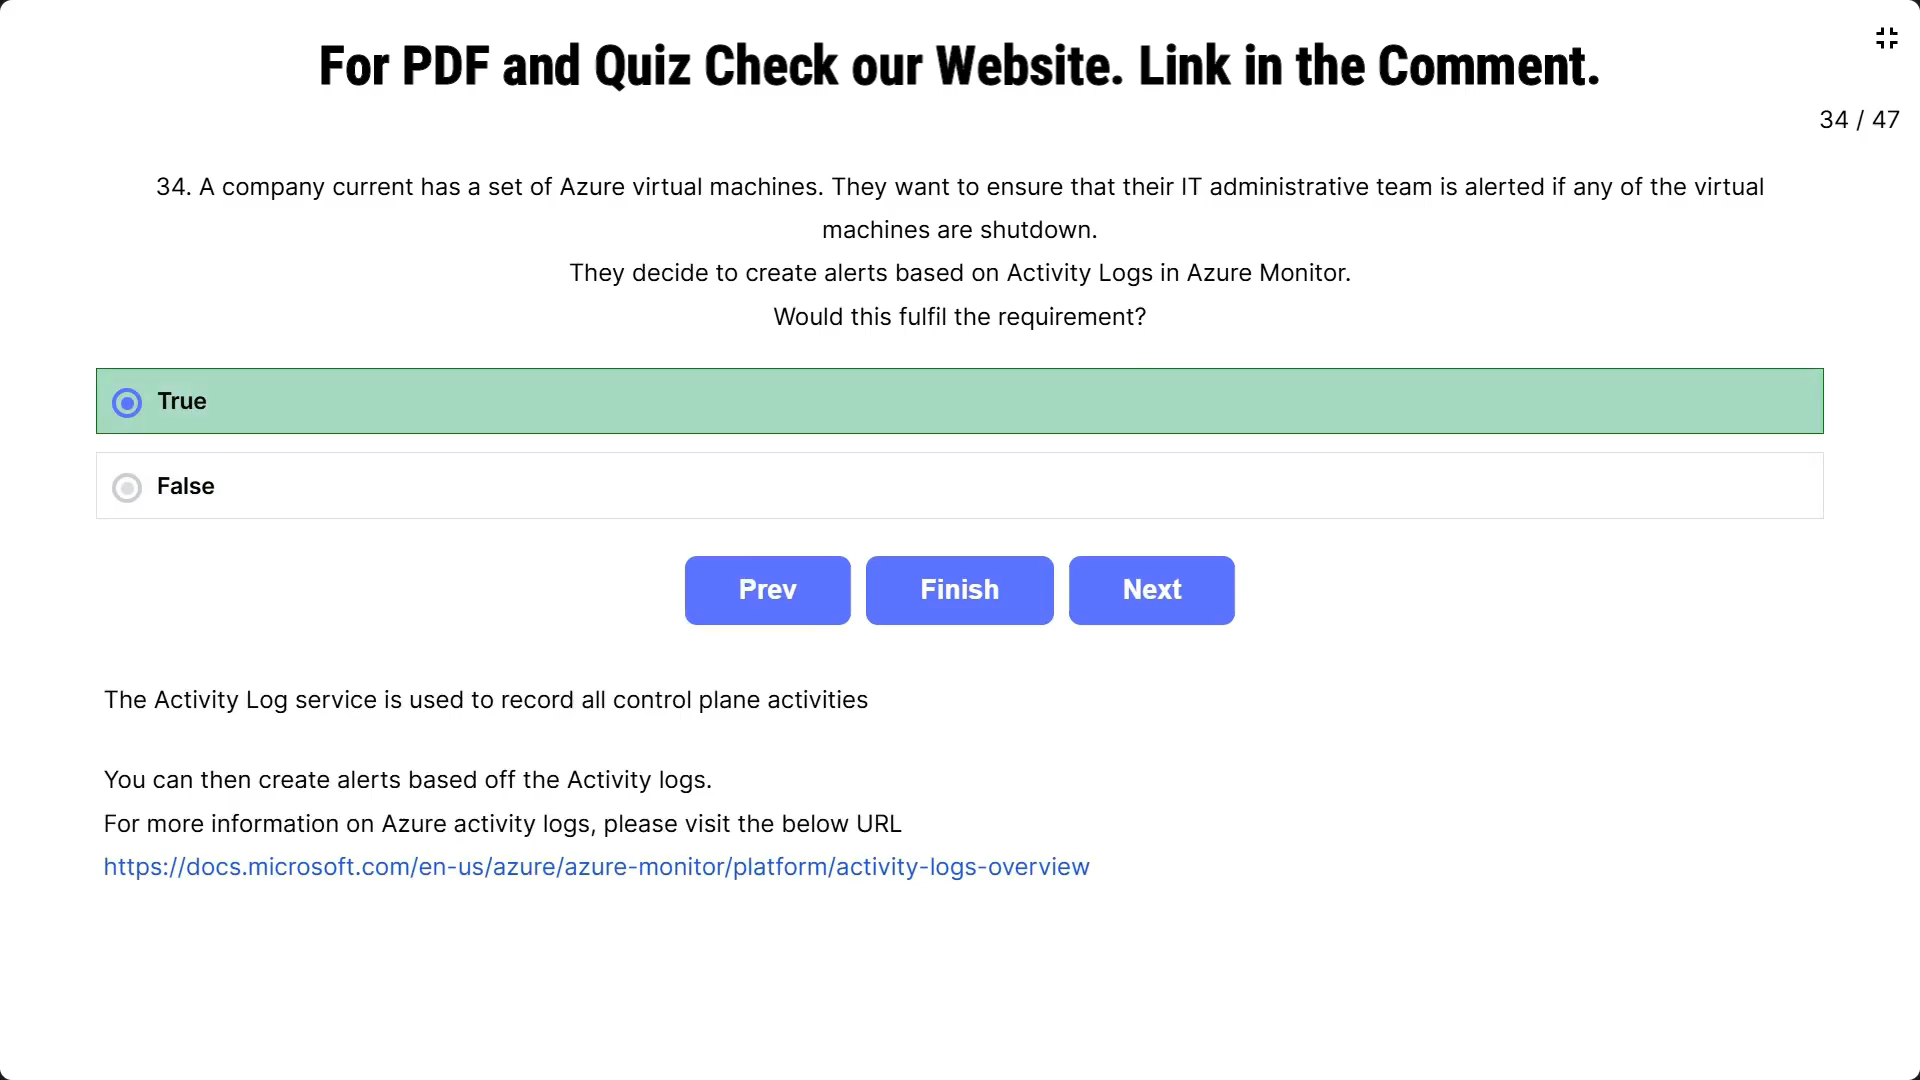 For PDF and Quiz Check our Website. Link in the Comment.
34 / 47
34. A company current has a set of Azure virtual machines. They want to ensure that their IT administrative team is alerted if any of the virtual
machines are shutdown.
They decide to create alerts based on Activity Logs in Azure Monitor.
Would this fulfil the requirement?
True
False
Prev Finish Next
The Activity Log service is used to record all control plane activities
You can then create alerts based off the Activity logs.
For more information on Azure activity logs, please visit the below URL
https://docs.microsoft.com/en-us/azure/azure-monitor/platform/activity-logs-overview